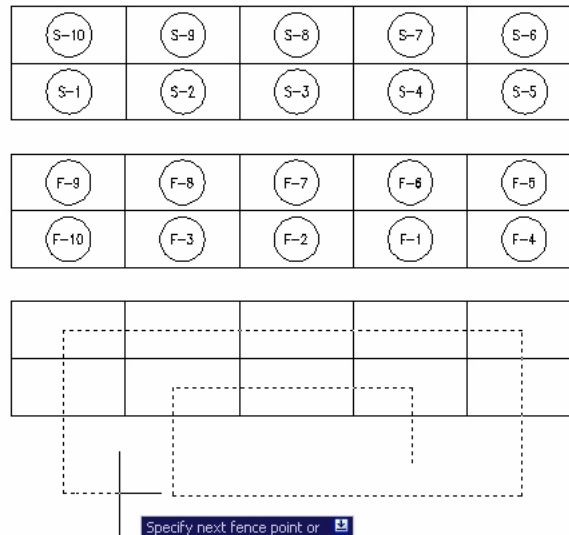 S-10 S-9 S-8 S-7 S-6
S-1 S-2 S-3 S-4 S-5
F-9 F-8 F-7 F-6 F-5
F-10 F-3 F-2 F-1 F-4
Specify next fence point or